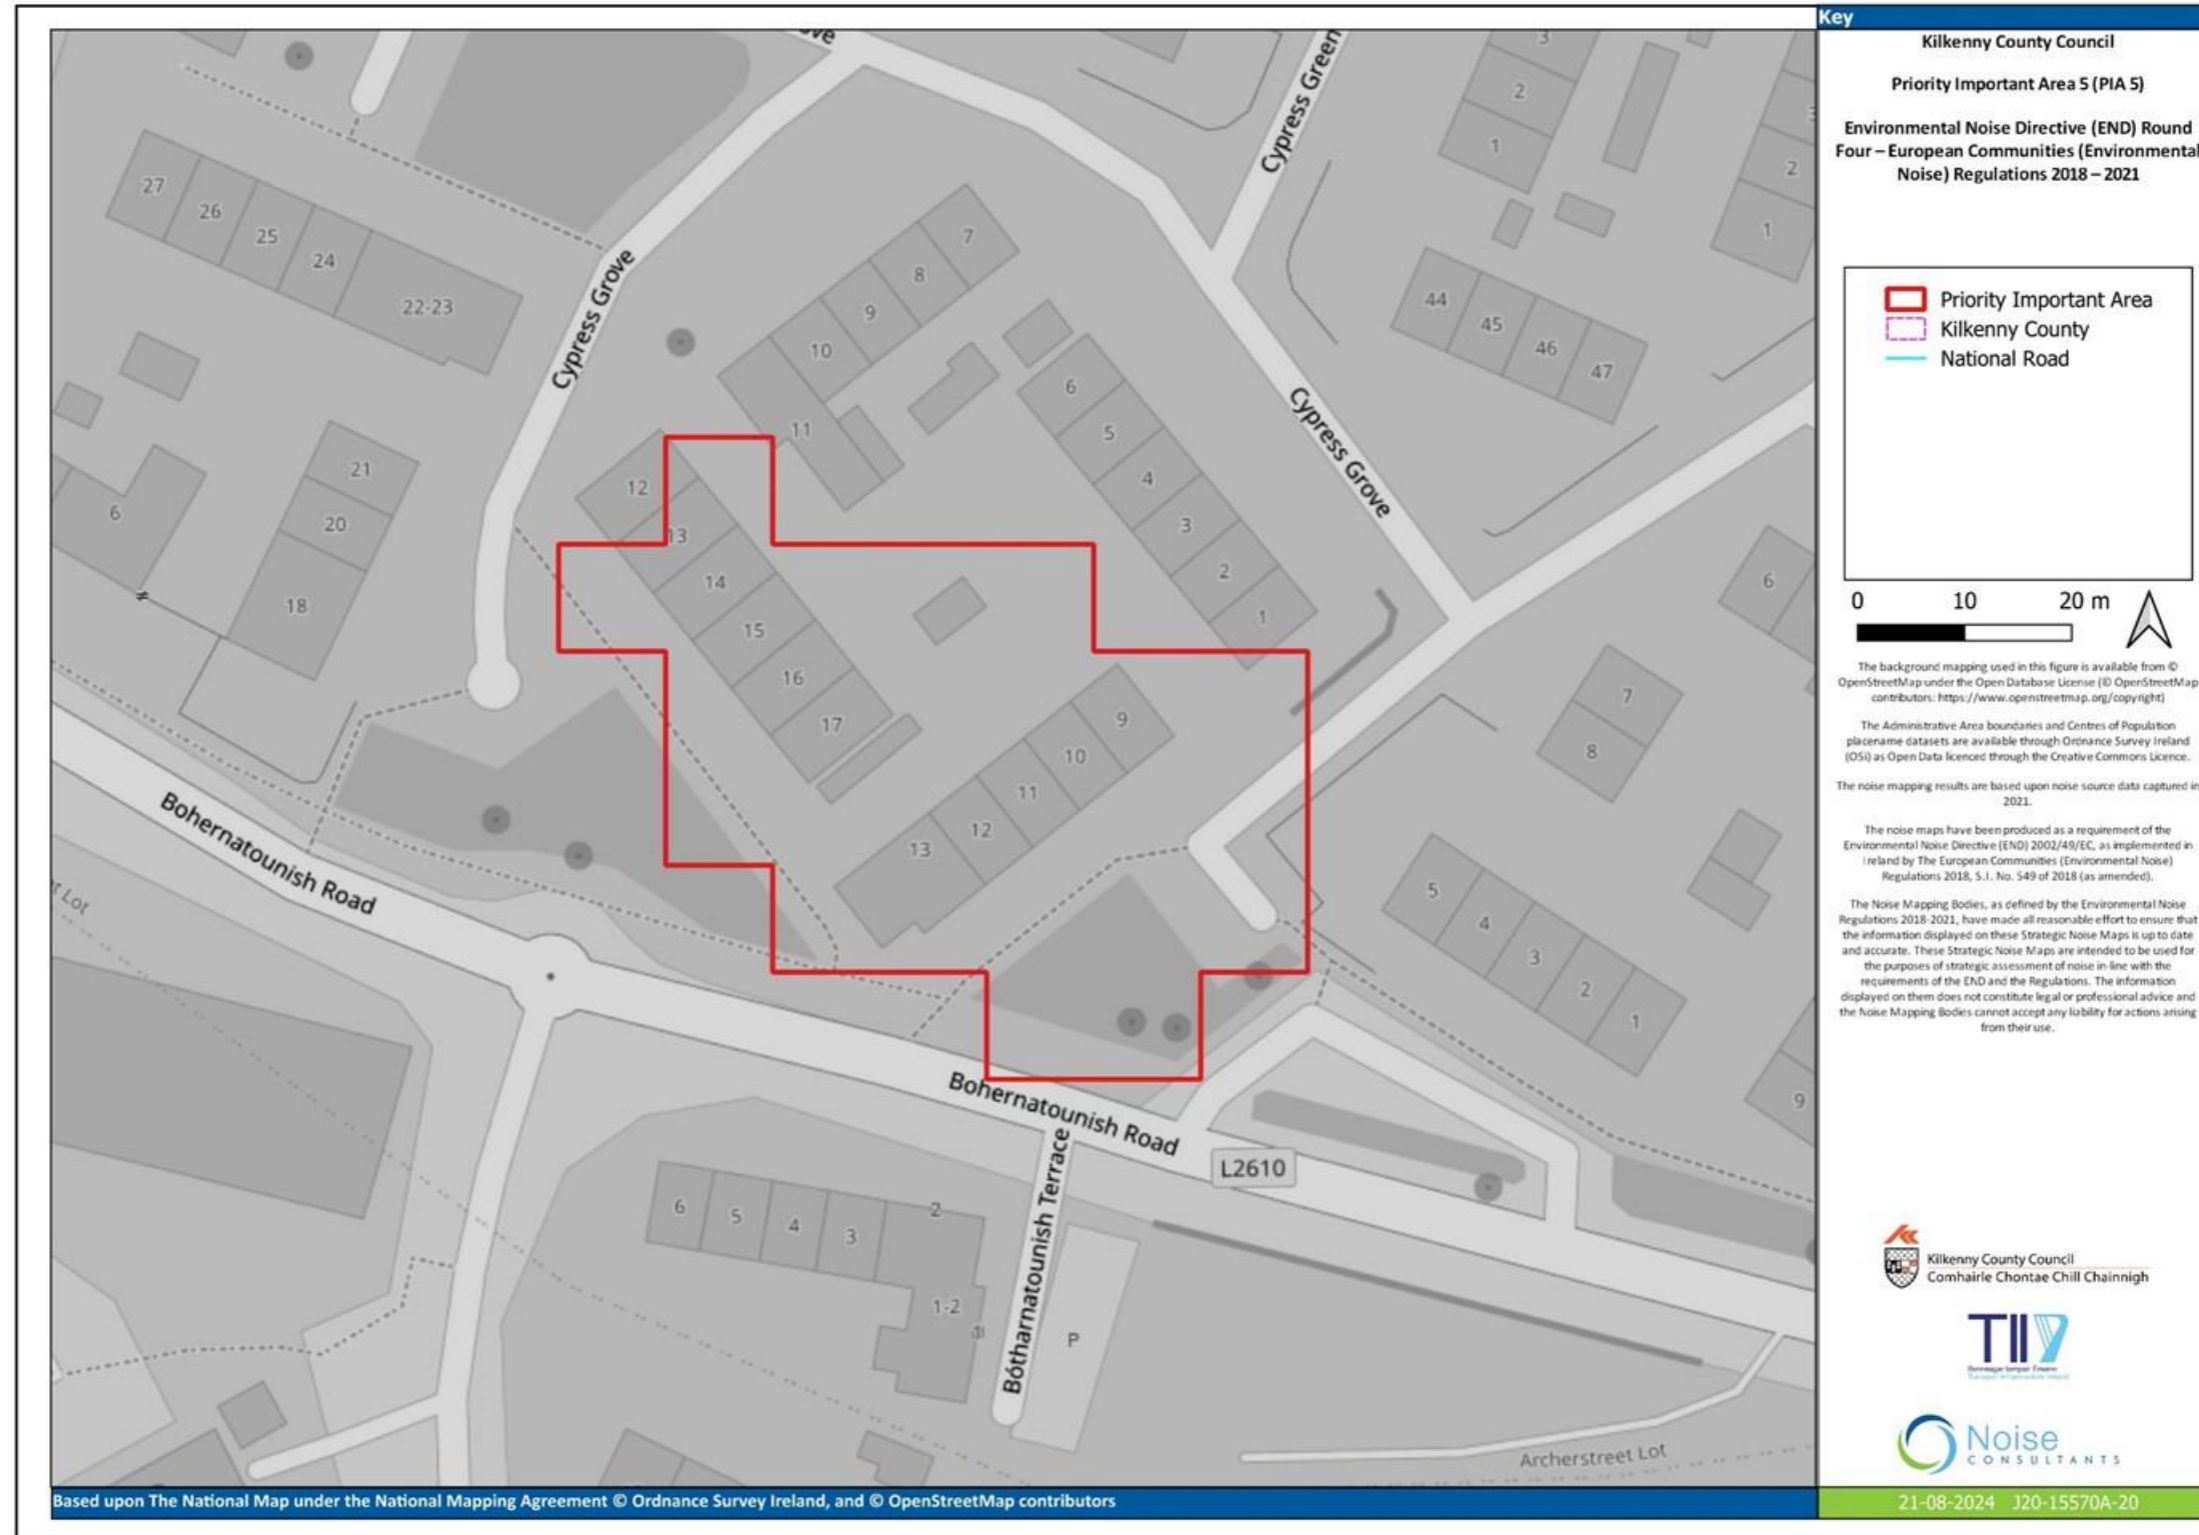 Key
Kilkenny County Council
Priority Important Area 5 (PIA 5)
Environmental Noise Directive (END) Round
Four – European Communities (Environmental
Noise) Regulations 2018 – 2021
Priority Important Area
Kilkenny County
National Road
0 10 20 m
The background mapping used in this figure is available from ©
OpenStreetMap under the Open Database License (© OpenStreetMap
contributors: https://www.openstreetmap.org/copyright)
The Administrative Area boundaries and Centres of Population
placename datasets are available through Ordnance Survey Ireland
(OSi) as Open Data licenced through the Creative Commons Licence.
The noise mapping results are based upon noise source data captured in
2021.
The noise maps have been produced as a requirement of the
Environmental Noise Directive (END) 2002/49/EC, as implemented in
Ireland by The European Communities (Environmental Noise)
Regulations 2018, S.I. No. 549 of 2018 (as amended).
The Noise Mapping Bodies, as defined by the Environmental Noise
Regulations 2018-2021, have made all reasonable effort to ensure that
the information displayed on these Strategic Noise Maps is up to date
and accurate. These Strategic Noise Maps are intended to be used for
the purposes of strategic assessment of noise in-line with the
requirements of the END and the Regulations. The information
displayed on them does not constitute legal or professional advice and
the Noise Mapping Bodies cannot accept any liability for actions arising
from their use.
Kilkenny County Council
Comhairle Chontae Chill Chainnigh
TII
Noise
CONSULTANTS
21-08-2024 J20-15570A-20
ove
Cypress Green
3
2
1
2
1
27
26
25
24
22-23
Cypress Grove
7
8
9
10
11
44
45
46
47
6
5
4
3
2
1
Cypress Grove
12
13
14
15
16
17
21
20
18
6
6
7
8
9
10
11
12
13
5
4
3
2
1
9
Bohernatounish Road
Lot
Bohernatounish Road
L2610
Bótharnatounish Terrace
6
5
4
3
2
1-2
1
P
Archerstreet Lot
Based upon The National Map under the National Mapping Agreement © Ordnance Survey Ireland, and © OpenStreetMap contributors